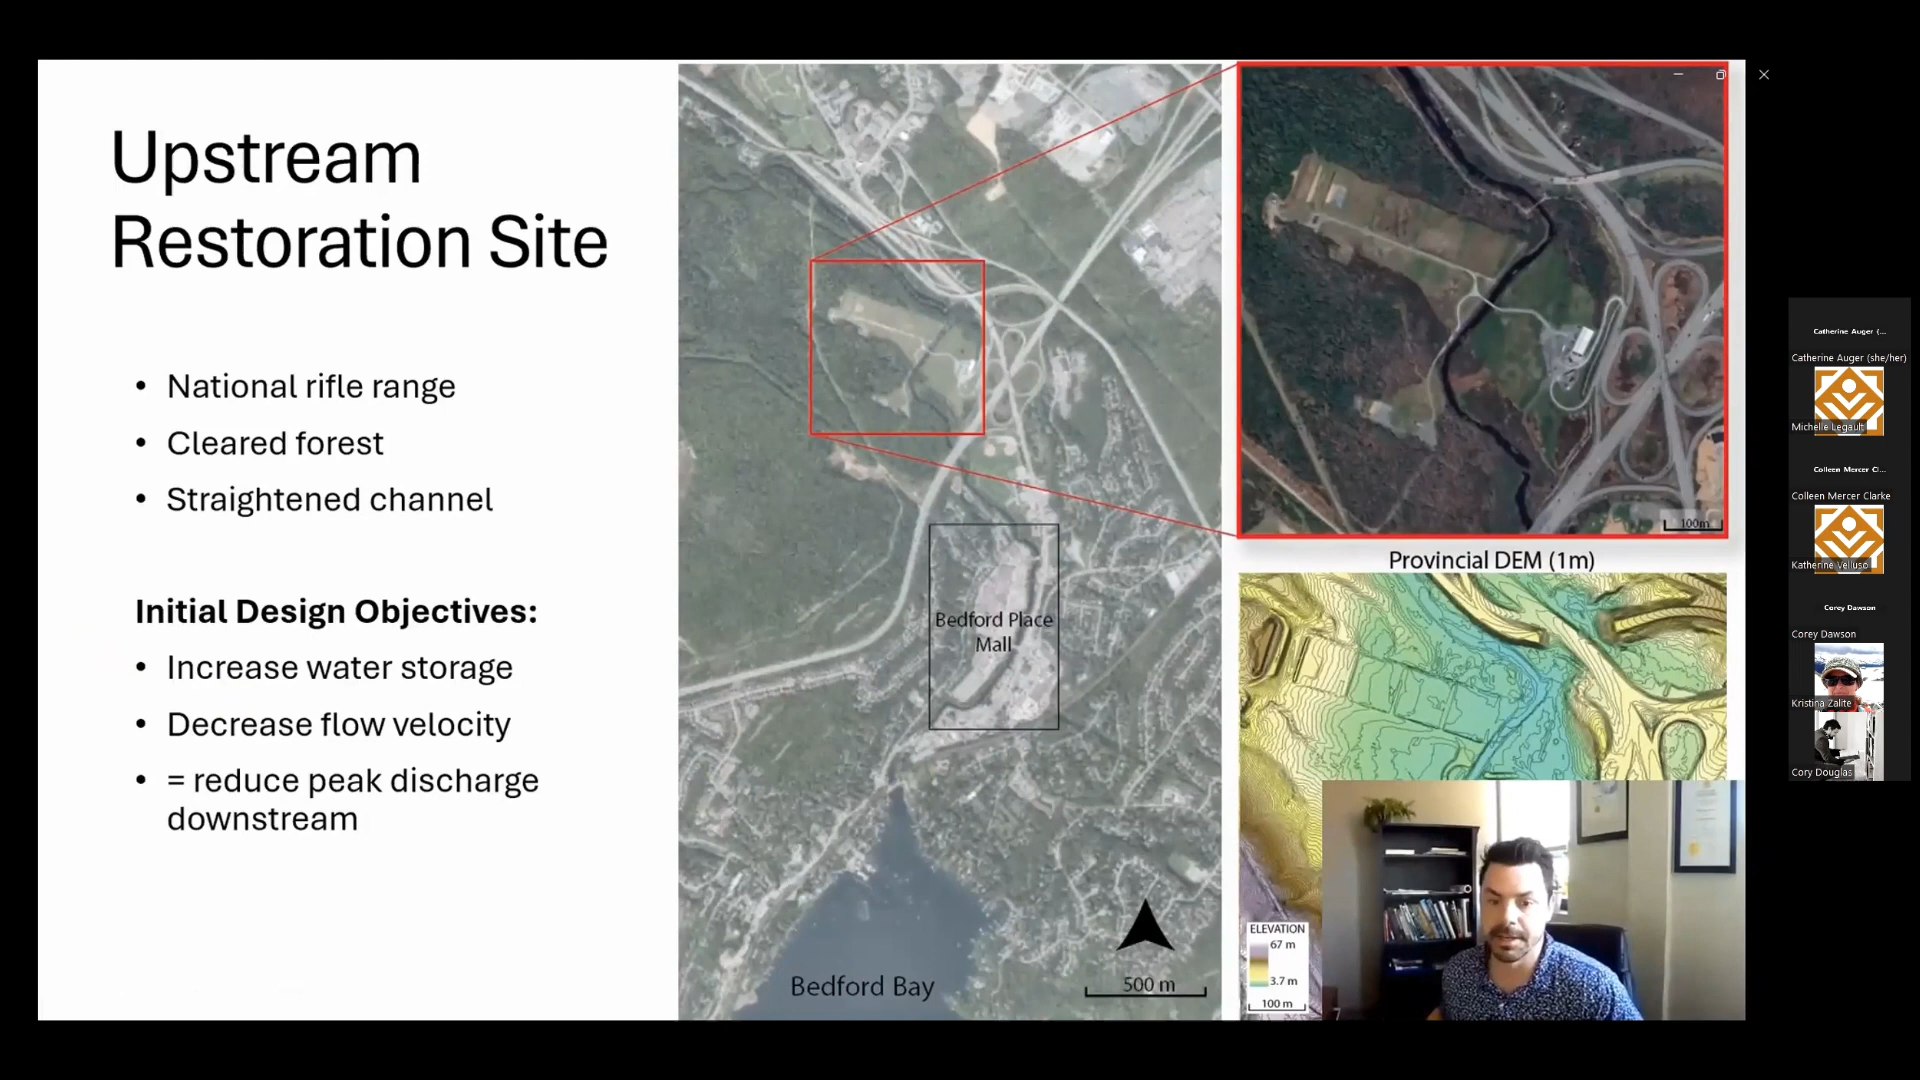 Upstream
Restoration Site
• National rifle range
• Cleared forest
• Straightened channel
Initial Design Objectives:
• Increase water storage
• Decrease flow velocity
• = reduce peak discharge
downstream
Bedford Place
Mall
Bedford Bay
500 m
100m
Provincial DEM (1m)
ELEVATION
67 m
3.7 m
100 m
Catherine Auger (...
Catherine Auger (she/her)
Michelle Legault
Colleen Mercer Cl...
Colleen Mercer Clarke
Katherine Velluso
Corey Dawson
Corey Dawson
Kristina Zalite
Cory Douglas